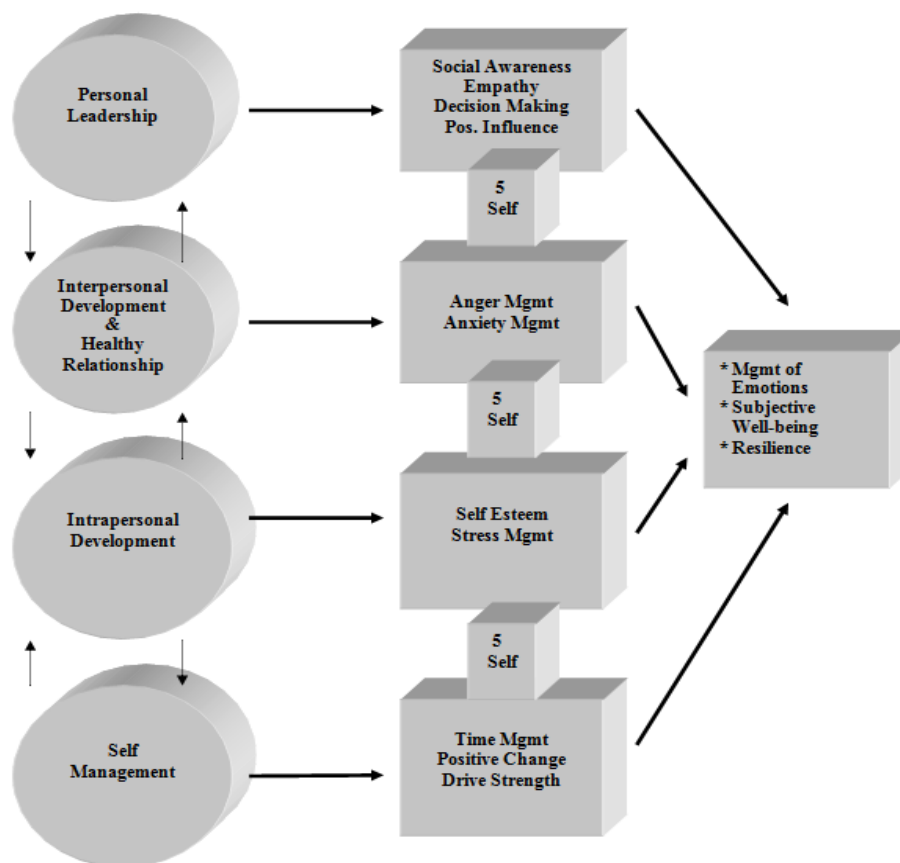 Personal
Leadership
Social Awareness
Empathy
Decision Making
Pos. Influence
5
Self
Interpersonal
Development
&
Healthy
Relationship
Anger Mgmt
Anxiety Mgmt
* Mgmt of
Emotions
* Subjective
Well-being
* Resilience
5
Self
Intrapersonal
Development
Self Esteem
Stress Mgmt
5
Self
Self
Management
Time Mgmt
Positive Change
Drive Strength